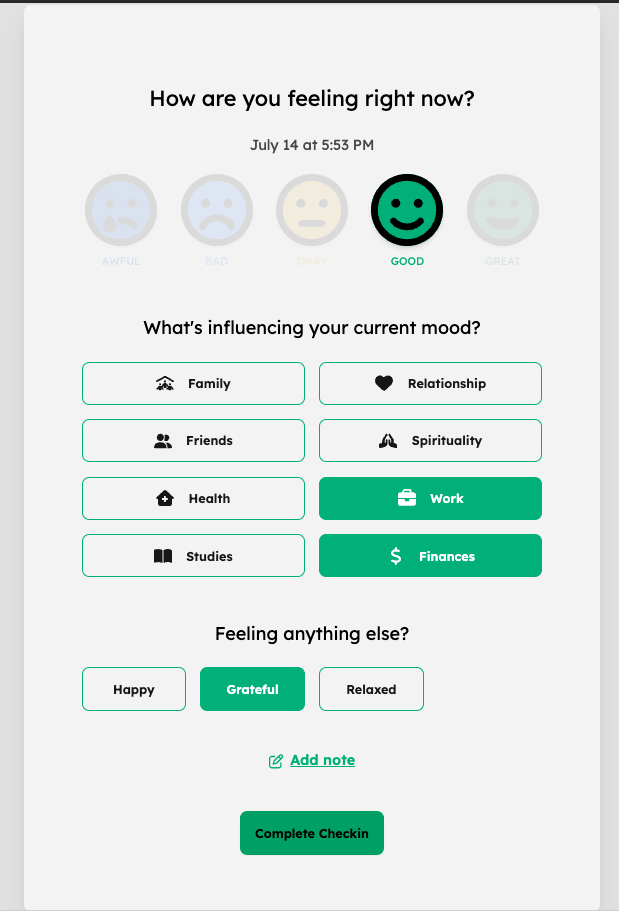 How are you feeling right now?
July 14 at 5:53 PM
AWFUL BAD OKAY GOOD GREAT
What's influencing your current mood?
Family Relationship
Friends Spirituality
Health Work
Studies Finances
Feeling anything else?
Happy Grateful Relaxed
Add note
Complete Checkin